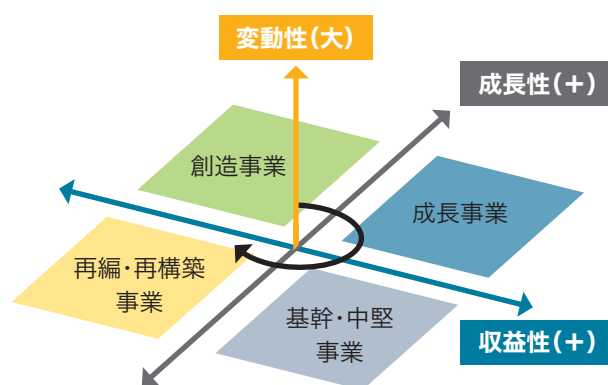 変動性(大)
成長性(+)
創造事業
成長事業
再編・再構築
事業
基幹・中堅
事業
収益性(+)